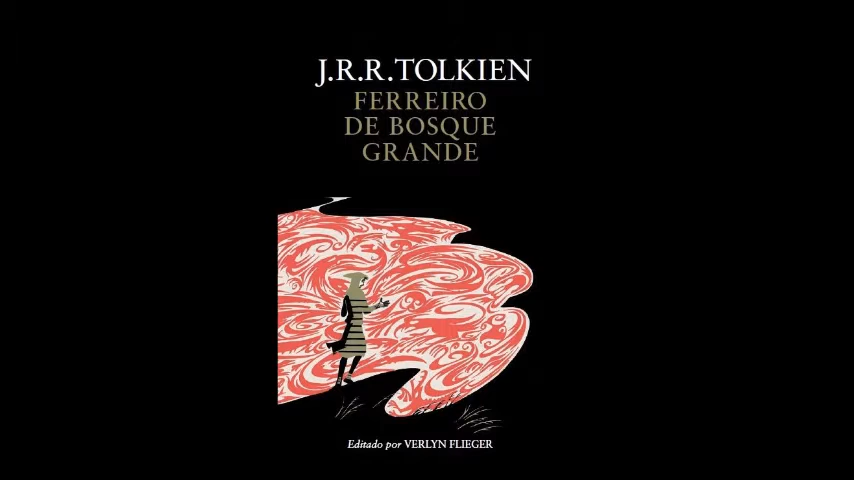 J.R.R.TOLKIEN
FERREIRO
DE BOSQUE
GRANDE
Editado por VERLYN FLIEGER